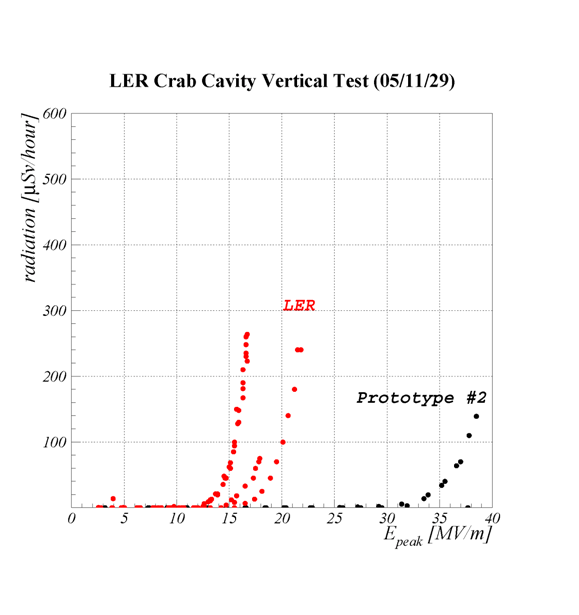 LER Crab Cavity Vertical Test (05/11/29)
radiation [μSv/hour]
600
500
400
300
200
100
LER
Prototype #2
0 5 10 15 20 25 30 35 40
Epeak [MV/m]